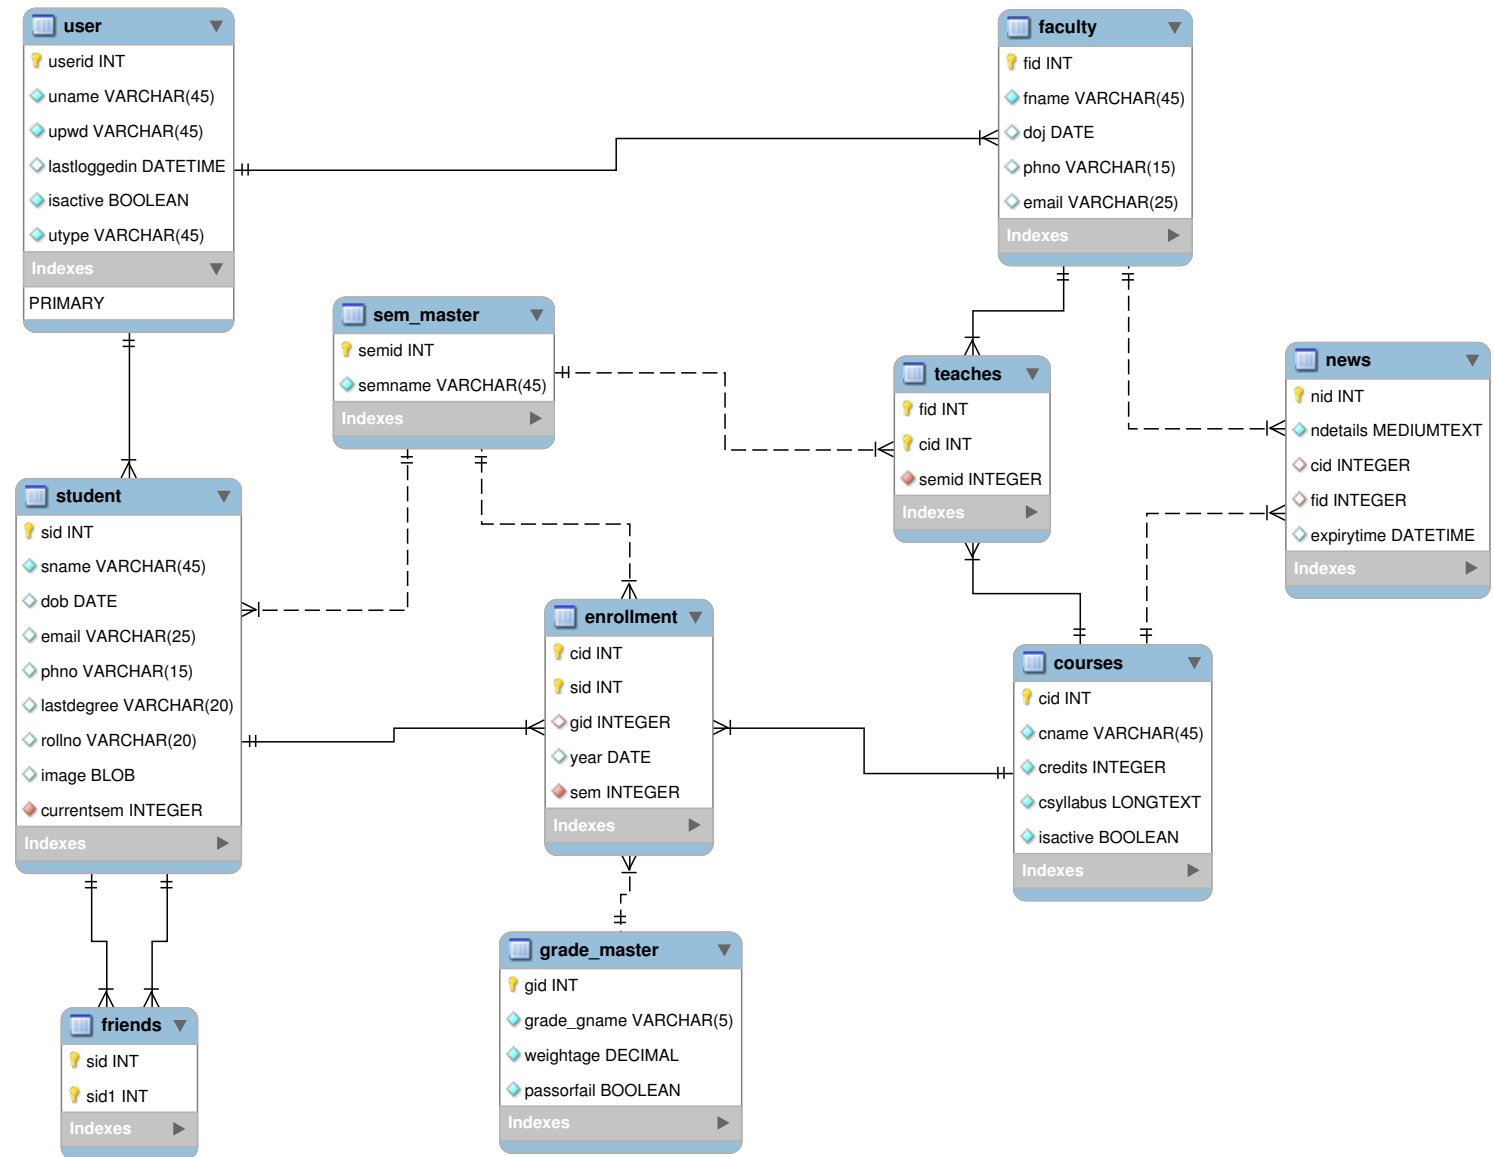 user
userid INT
uname VARCHAR(45)
upwd VARCHAR(45)
lastloggedin DATETIME
isactive BOOLEAN
utype VARCHAR(45)
Indexes
PRIMARY
faculty
fid INT
fname VARCHAR(45)
doj DATE
phno VARCHAR(15)
email VARCHAR(25)
Indexes
sem_master
semid INT
semname VARCHAR(45)
Indexes
teaches
fid INT
cid INT
semid INTEGER
Indexes
news
nid INT
ndetails MEDIUMTEXT
cid INTEGER
fid INTEGER
expirytime DATETIME
Indexes
student
sid INT
sname VARCHAR(45)
dob DATE
email VARCHAR(25)
phno VARCHAR(15)
lastdegree VARCHAR(20)
rollno VARCHAR(20)
image BLOB
currentsem INTEGER
Indexes
enrollment
cid INT
sid INT
gid INTEGER
year DATE
sem INTEGER
Indexes
courses
cid INT
cname VARCHAR(45)
credits INTEGER
csyllabus LONGTEXT
isactive BOOLEAN
Indexes
grade_master
gid INT
grade_gname VARCHAR(5)
weightage DECIMAL
passorfail BOOLEAN
Indexes
friends
sid INT
sid1 INT
Indexes